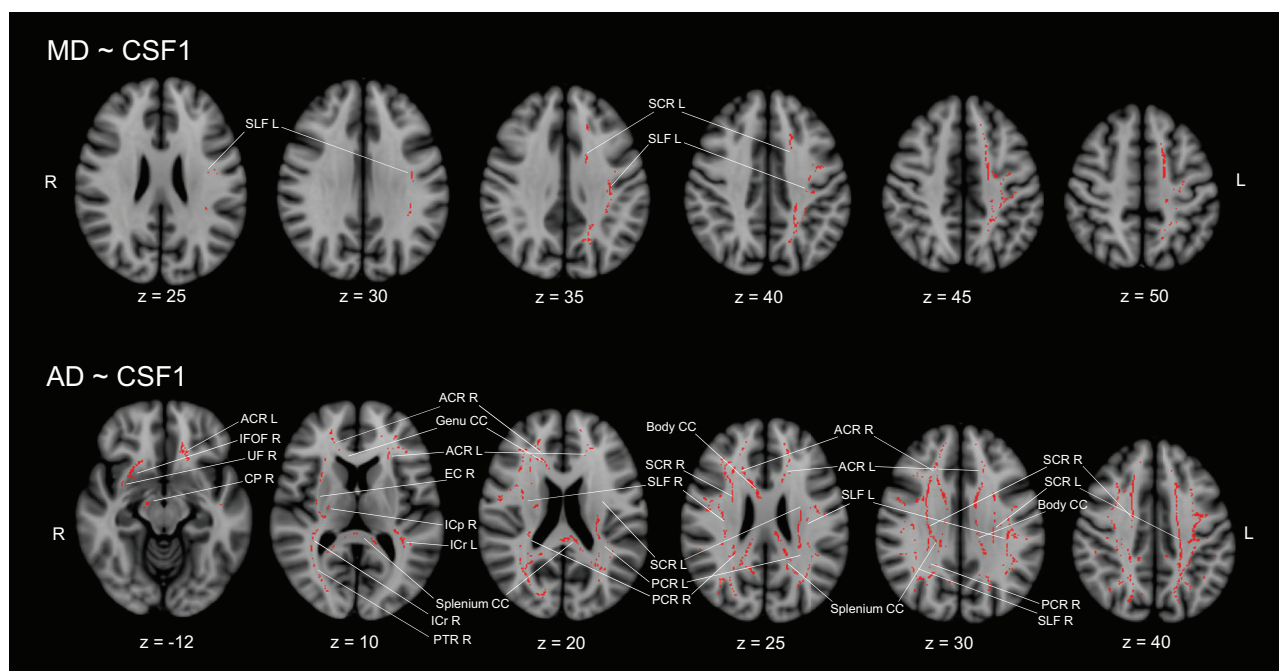 MD ~ CSF1
SLF L
SCR L
SLF L
R
L
z = 25
z = 30
z = 35
z = 40
z = 45
z = 50
AD ~ CSF1
ACR L
IFOF R
UF R
CP R
ACR R
Genu CC
ACR L
EC R
ICp R
ICr L
Splenium CC
ICr R
PTR R
Body CC
SCR R
SLF R
SCR L
PCR L
PCR R
ACR R
ACR L
SLF L
Splenium CC
SCR R
SCR L
Body CC
PCR R
SLF R
R
L
z = -12
z = 10
z = 20
z = 25
z = 30
z = 40